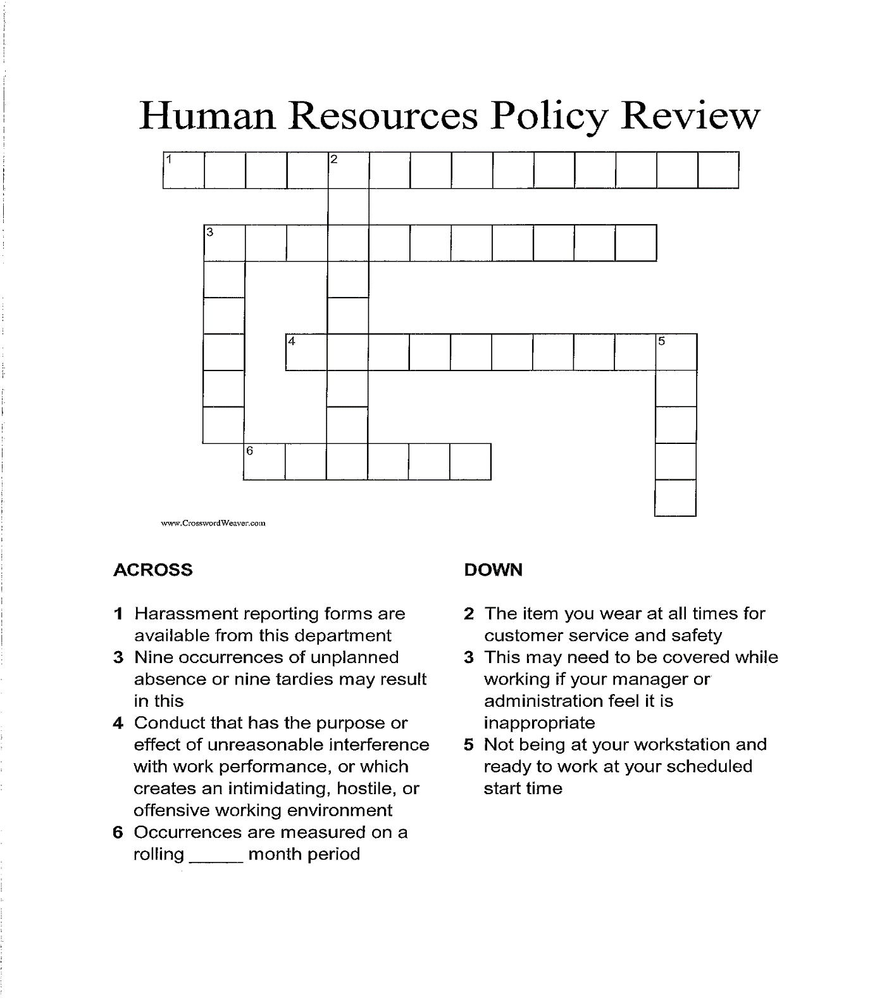 Human Resources Policy Review
1 2
3
4 5
6
www.CrosswordWeaver.com
ACROSS
1 Harassment reporting forms are
available from this department
3 Nine occurrences of unplanned
absence or nine tardies may result
in this
4 Conduct that has the purpose or
effect of unreasonable interference
with work performance, or which
creates an intimidating, hostile, or
offensive working environment
6 Occurrences are measured on a
rolling ______ month period
DOWN
2 The item you wear at all times for
customer service and safety
3 This may need to be covered while
working if your manager or
administration feel it is
inappropriate
5 Not being at your workstation and
ready to work at your scheduled
start time